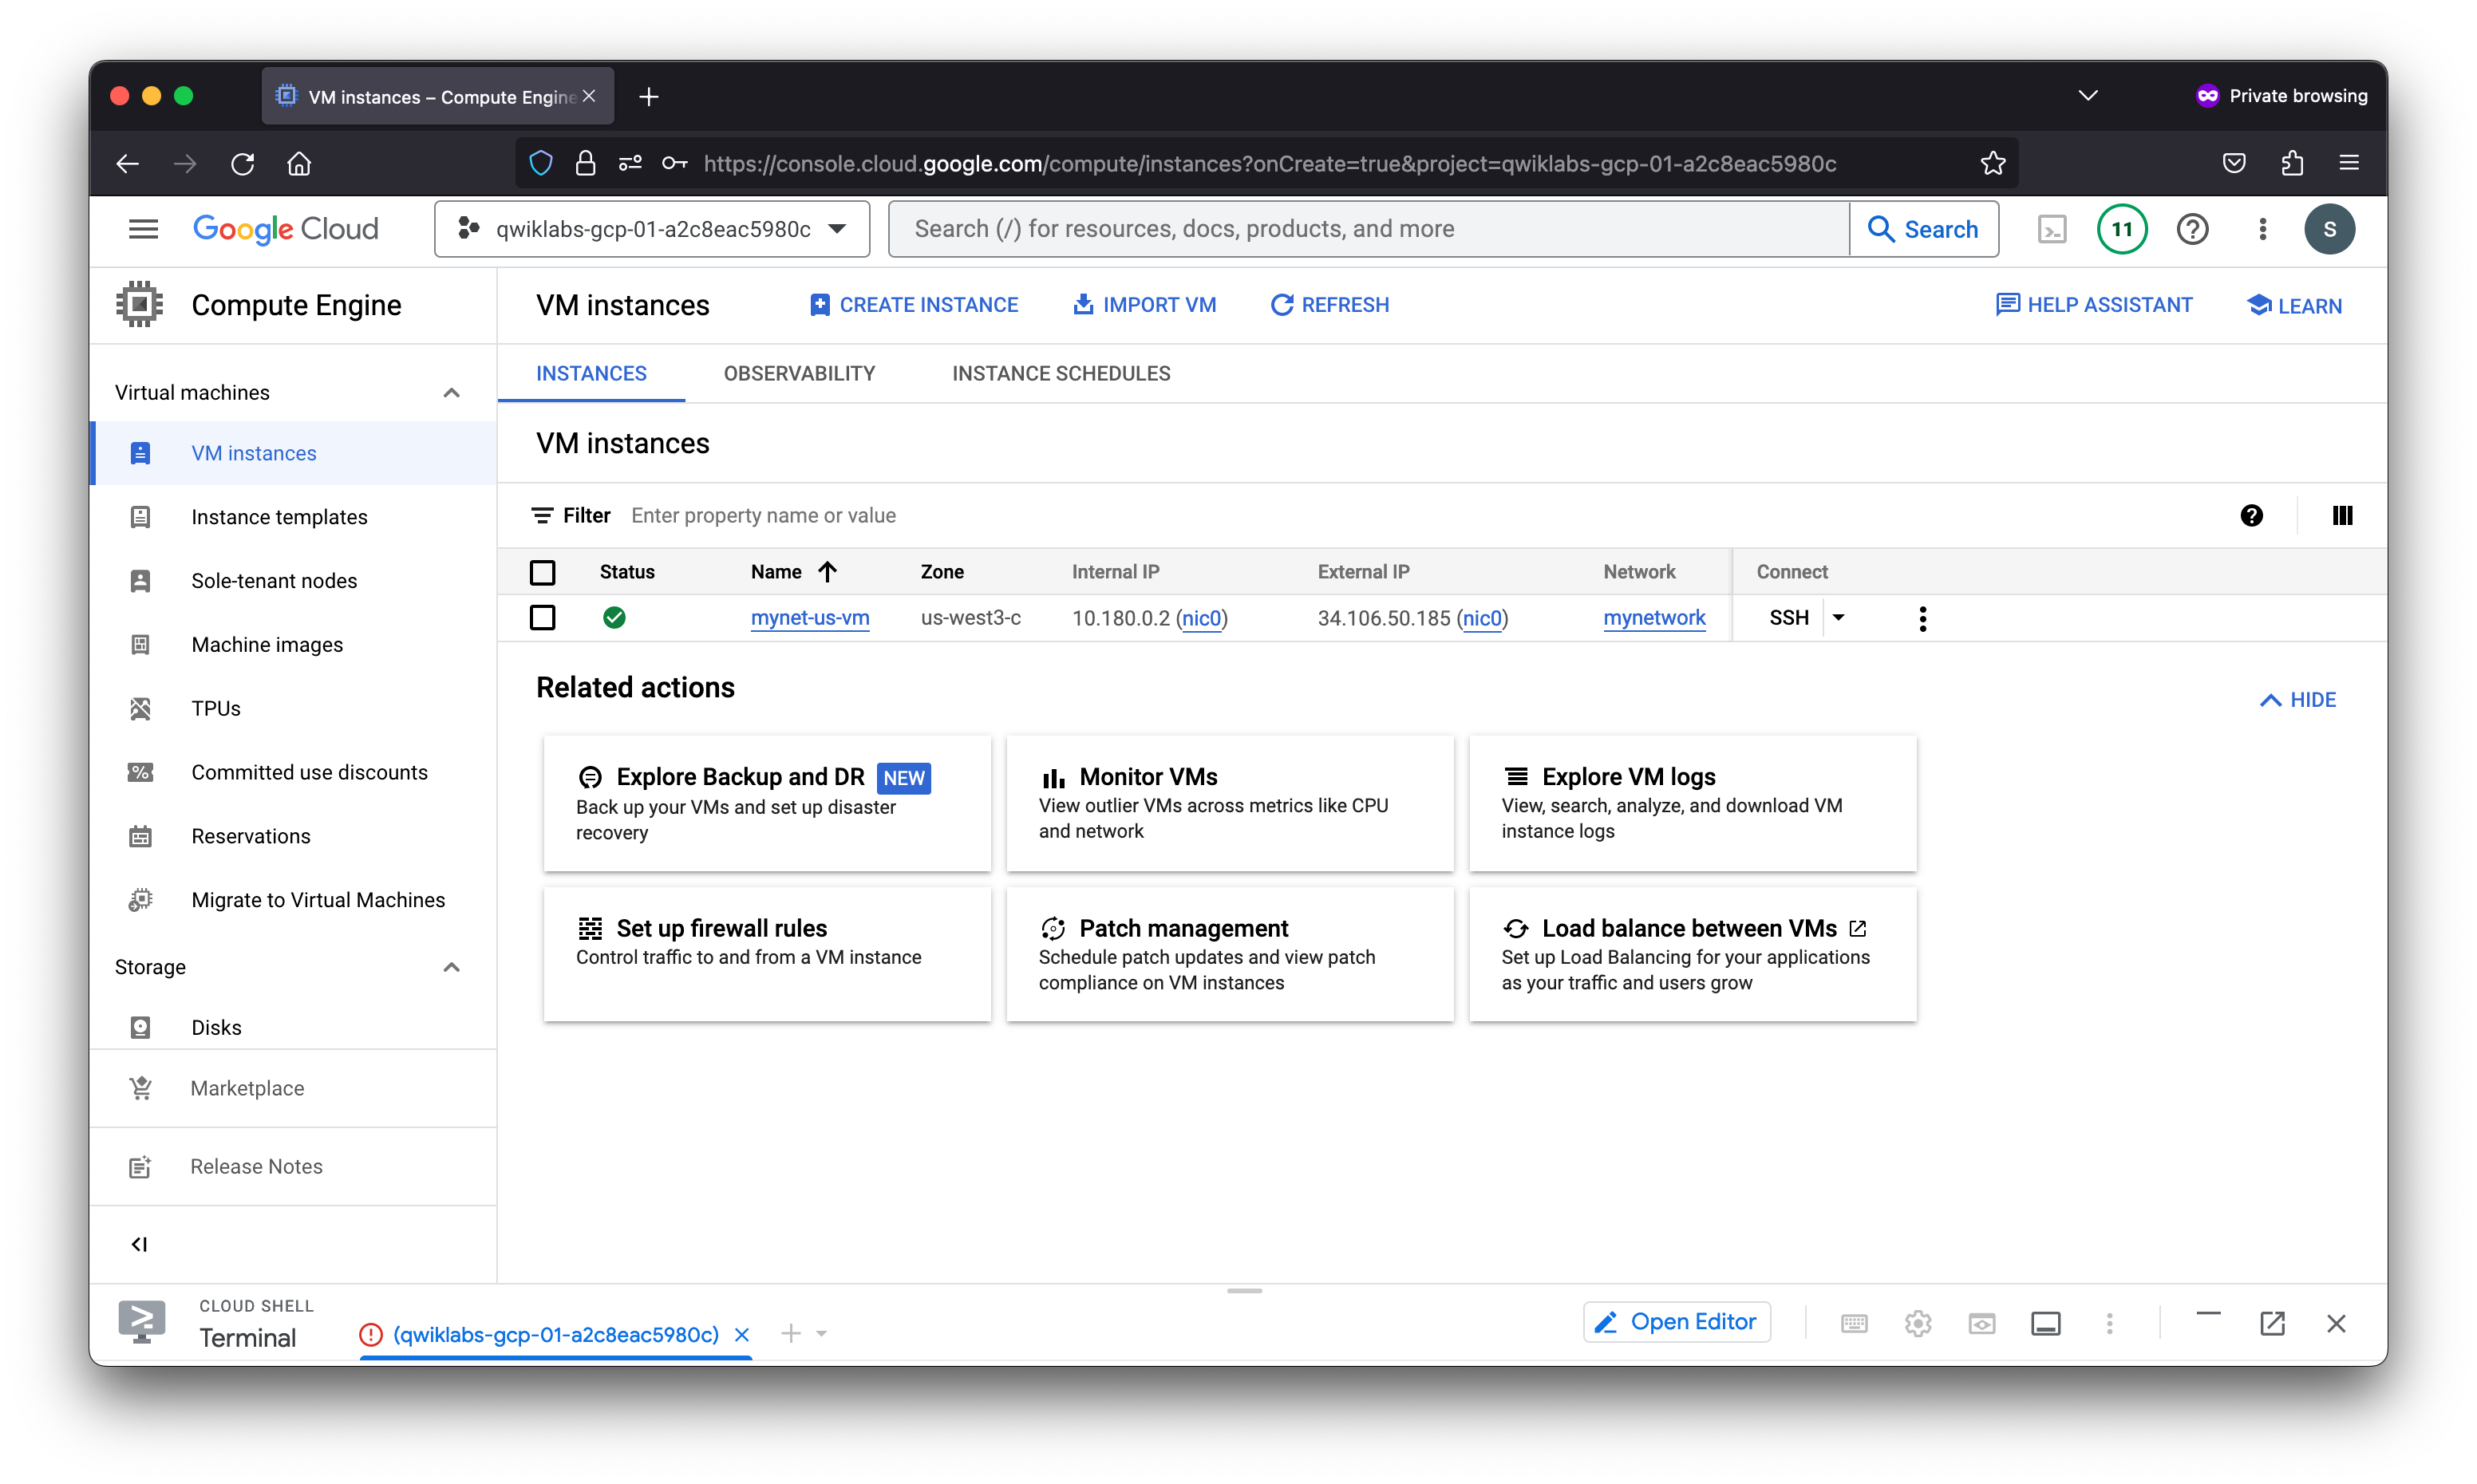 VM instances – Compute Engine
Private browsing
https://console.cloud.google.com/compute/instances?onCreate=true&project=qwiklabs-gcp-01-a2c8eac5980c
Google Cloud
qwiklabs-gcp-01-a2c8eac5980c
Search (/) for resources, docs, products, and more
Search
11
S
Compute Engine
VM instances
CREATE INSTANCE
IMPORT VM
REFRESH
HELP ASSISTANT
LEARN
Virtual machines
VM instances
Instance templates
Sole-tenant nodes
Machine images
TPUs
Committed use discounts
Reservations
Migrate to Virtual Machines
Storage
Disks
Marketplace
Release Notes
INSTANCES
OBSERVABILITY
INSTANCE SCHEDULES
VM instances
Filter Enter property name or value
Status Name Zone Internal IP External IP Network Connect
mynet-us-vm us-west3-c 10.180.0.2 (nic0) 34.106.50.185 (nic0) mynetwork SSH
Related actions
HIDE
Explore Backup and DR NEW
Back up your VMs and set up disaster
recovery
Monitor VMs
View outlier VMs across metrics like CPU
and network
Explore VM logs
View, search, analyze, and download VM
instance logs
Set up firewall rules
Control traffic to and from a VM instance
Patch management
Schedule patch updates and view patch
compliance on VM instances
Load balance between VMs
Set up Load Balancing for your applications
as your traffic and users grow
CLOUD SHELL
Terminal
(qwiklabs-gcp-01-a2c8eac5980c)
Open Editor